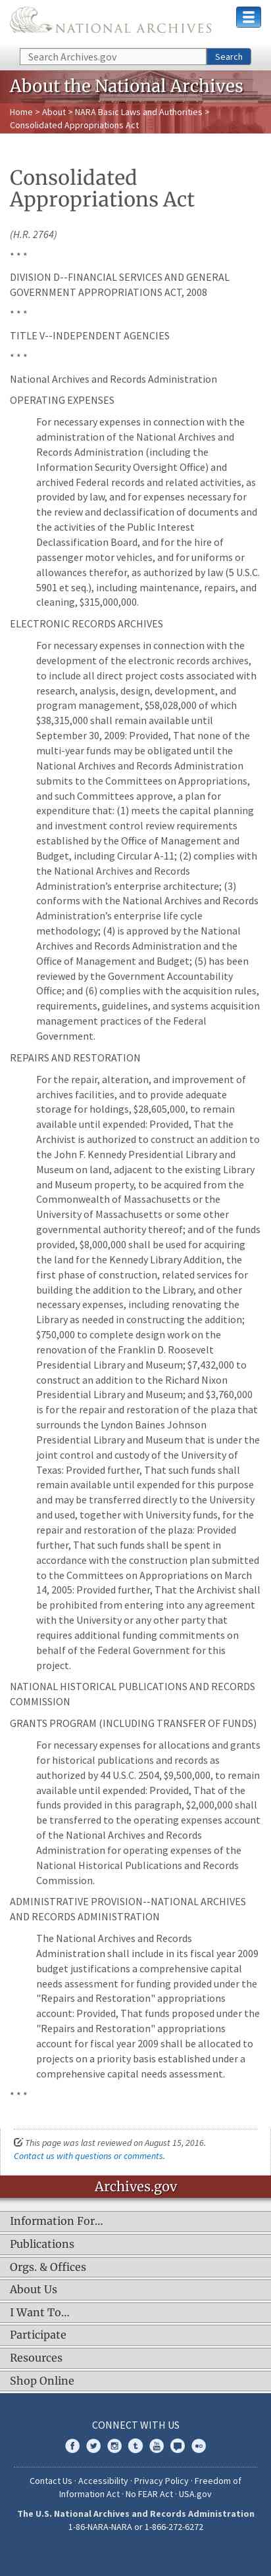 NATIONAL ARCHIVES
Search Archives.gov
Search
About the National Archives
Home > About > NARA Basic Laws and Authorities >
Consolidated Appropriations Act
Consolidated
Appropriations Act
(H.R. 2764)
* * *
DIVISION D--FINANCIAL SERVICES AND GENERAL
GOVERNMENT APPROPRIATIONS ACT, 2008
* * *
TITLE V--INDEPENDENT AGENCIES
* * *
National Archives and Records Administration
OPERATING EXPENSES
For necessary expenses in connection with the
administration of the National Archives and
Records Administration (including the
Information Security Oversight Office) and
archived Federal records and related activities, as
provided by law, and for expenses necessary for
the review and declassification of documents and
the activities of the Public Interest
Declassification Board, and for the hire of
passenger motor vehicles, and for uniforms or
allowances therefor, as authorized by law (5 U.S.C.
5901 et seq.), including maintenance, repairs, and
cleaning, $315,000,000.
ELECTRONIC RECORDS ARCHIVES
For necessary expenses in connection with the
development of the electronic records archives,
to include all direct project costs associated with
research, analysis, design, development, and
program management, $58,028,000 of which
$38,315,000 shall remain available until
September 30, 2009: Provided, That none of the
multi-year funds may be obligated until the
National Archives and Records Administration
submits to the Committees on Appropriations,
and such Committees approve, a plan for
expenditure that: (1) meets the capital planning
and investment control review requirements
established by the Office of Management and
Budget, including Circular A-11; (2) complies with
the National Archives and Records
Administration's enterprise architecture; (3)
conforms with the National Archives and Records
Administration's enterprise life cycle
methodology; (4) is approved by the National
Archives and Records Administration and the
Office of Management and Budget; (5) has been
reviewed by the Government Accountability
Office; and (6) complies with the acquisition rules,
requirements, guidelines, and systems acquisition
management practices of the Federal
Government.
REPAIRS AND RESTORATION
For the repair, alteration, and improvement of
archives facilities, and to provide adequate
storage for holdings, $28,605,000, to remain
available until expended: Provided, That the
Archivist is authorized to construct an addition to
the John F. Kennedy Presidential Library and
Museum on land, adjacent to the existing Library
and Museum property, to be acquired from the
Commonwealth of Massachusetts or the
University of Massachusetts or some other
governmental authority thereof; and of the funds
provided, $8,000,000 shall be used for acquiring
the land for the Kennedy Library Addition, the
first phase of construction, related services for
building the addition to the Library, and other
necessary expenses, including renovating the
Library as needed in constructing the addition;
$750,000 to complete design work on the
renovation of the Franklin D. Roosevelt
Presidential Library and Museum; $7,432,000 to
construct an addition to the Richard Nixon
Presidential Library and Museum; and $3,760,000
is for the repair and restoration of the plaza that
surrounds the Lyndon Baines Johnson
Presidential Library and Museum that is under the
joint control and custody of the University of
Texas: Provided further, That such funds shall
remain available until expended for this purpose
and may be transferred directly to the University
and used, together with University funds, for the
repair and restoration of the plaza: Provided
further, That such funds shall be spent in
accordance with the construction plan submitted
to the Committees on Appropriations on March
14, 2005: Provided further, That the Archivist shall
be prohibited from entering into any agreement
with the University or any other party that
requires additional funding commitments on
behalf of the Federal Government for this
project.
NATIONAL HISTORICAL PUBLICATIONS AND RECORDS
COMMISSION
GRANTS PROGRAM (INCLUDING TRANSFER OF FUNDS)
For necessary expenses for allocations and grants
for historical publications and records as
authorized by 44 U.S.C. 2504, $9,500,000, to remain
available until expended: Provided, That of the
funds provided in this paragraph, $2,000,000 shall
be transferred to the operating expenses account
of the National Archives and Records
Administration for operating expenses of the
National Historical Publications and Records
Commission.
ADMINISTRATIVE PROVISION--NATIONAL ARCHIVES
AND RECORDS ADMINISTRATION
The National Archives and Records
Administration shall include in its fiscal year 2009
budget justifications a comprehensive capital
needs assessment for funding provided under the
"Repairs and Restoration" appropriations
account: Provided, That funds proposed under the
"Repairs and Restoration" appropriations
account for fiscal year 2009 shall be allocated to
projects on a priority basis established under a
comprehensive capital needs assessment.
* * *
This page was last reviewed on August 15, 2016.
Contact us with questions or comments.
Archives.gov
Information For…
Publications
Orgs. & Offices
About Us
I Want To…
Participate
Resources
Shop Online
CONNECT WITH US
Contact Us · Accessibility · Privacy Policy · Freedom of
Information Act · No FEAR Act · USA.gov
The U.S. National Archives and Records Administration
1-86-NARA-NARA or 1-866-272-6272